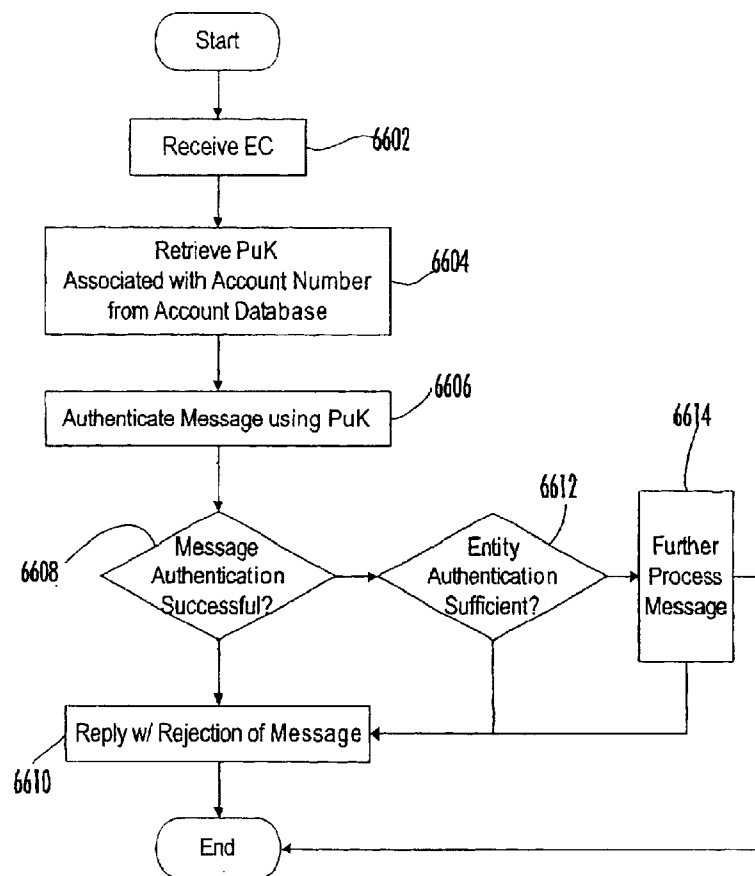 Start
Receive EC
6602
Retrieve PuK
Associated with Account Number
from Account Database
6604
Authenticate Message using PuK
6606
6614
6612
6608
Message
Authentication
Successful?
Entity
Authentication
Sufficient?
Further
Process
Message
Reply w/ Rejection of Message
6610
End